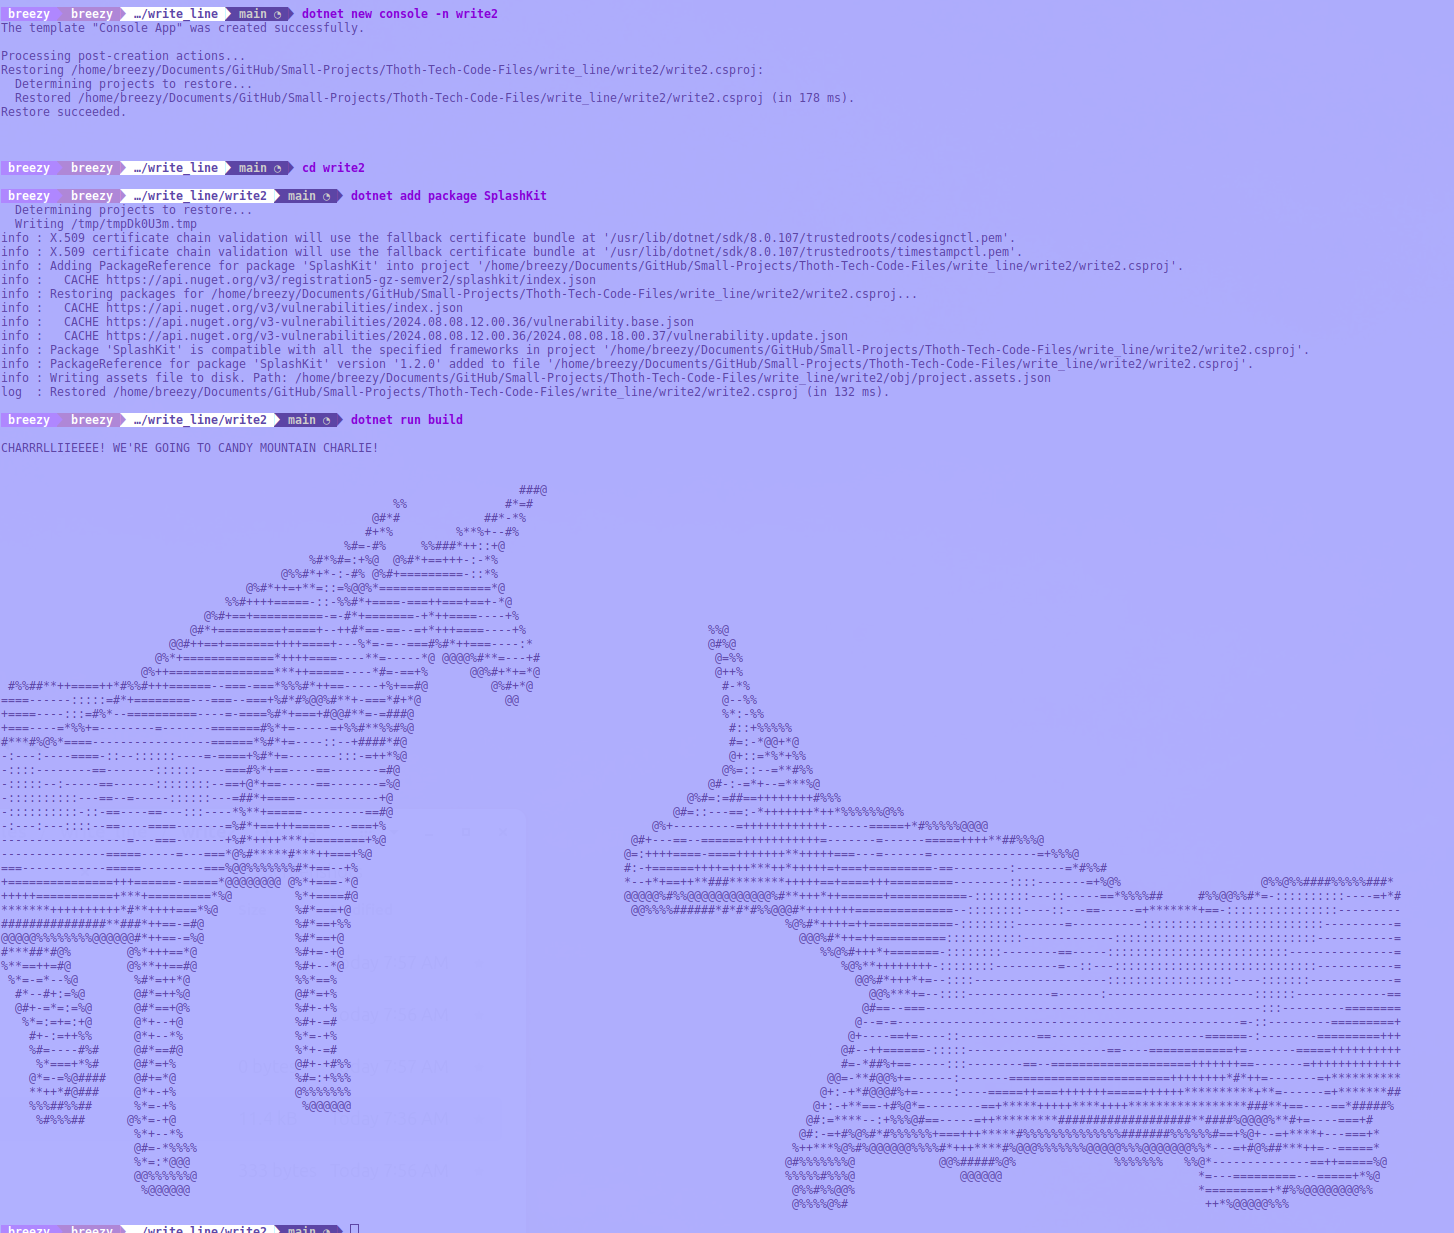 breezy breezy …/write_line main ◔ dotnet new console -n write2
The template "Console App" was created successfully.
Processing post-creation actions...
Restoring /home/breezy/Documents/GitHub/Small-Projects/Thoth-Tech-Code-Files/write_line/write2/write2.csproj:
Determining projects to restore...
Restored /home/breezy/Documents/GitHub/Small-Projects/Thoth-Tech-Code-Files/write_line/write2/write2.csproj (in 178 ms).
Restore succeeded.
breezy breezy …/write_line main ◔ cd write2
breezy breezy …/write_line/write2 main ◔ dotnet add package SplashKit
Determining projects to restore...
Writing /tmp/tmpDk0U3m.tmp
info : X.509 certificate chain validation will use the fallback certificate bundle at '/usr/lib/dotnet/sdk/8.0.107/trustedroots/codesignctl.pem'.
info : X.509 certificate chain validation will use the fallback certificate bundle at '/usr/lib/dotnet/sdk/8.0.107/trustedroots/timestampctl.pem'.
info : Adding PackageReference for package 'SplashKit' into project '/home/breezy/Documents/GitHub/Small-Projects/Thoth-Tech-Code-Files/write_line/write2/write2.csproj'.
info :   CACHE https://api.nuget.org/v3/registration5-gz-semver2/splashkit/index.json
info : Restoring packages for /home/breezy/Documents/GitHub/Small-Projects/Thoth-Tech-Code-Files/write_line/write2/write2.csproj...
info :   CACHE https://api.nuget.org/v3/vulnerabilities/index.json
info :   CACHE https://api.nuget.org/v3-vulnerabilities/2024.08.08.12.00.36/vulnerability.base.json
info :   CACHE https://api.nuget.org/v3-vulnerabilities/2024.08.08.12.00.36/2024.08.08.18.00.37/vulnerability.update.json
info : Package 'SplashKit' is compatible with all the specified frameworks in project '/home/breezy/Documents/GitHub/Small-Projects/Thoth-Tech-Code-Files/write_line/write2/write2.csproj'.
info : PackageReference for package 'SplashKit' version '1.2.0' added to file '/home/breezy/Documents/GitHub/Small-Projects/Thoth-Tech-Code-Files/write_line/write2/write2.csproj'.
info : Writing assets file to disk. Path: /home/breezy/Documents/GitHub/Small-Projects/Thoth-Tech-Code-Files/write_line/write2/obj/project.assets.json
log  : Restored /home/breezy/Documents/GitHub/Small-Projects/Thoth-Tech-Code-Files/write_line/write2/write2.csproj (in 132 ms).
breezy breezy …/write_line/write2 main ◔ dotnet run build
CHARRRLLIIEEEE! WE'RE GOING TO CANDY MOUNTAIN CHARLIE!
breezy breezy …/write_line/write2 main ◔